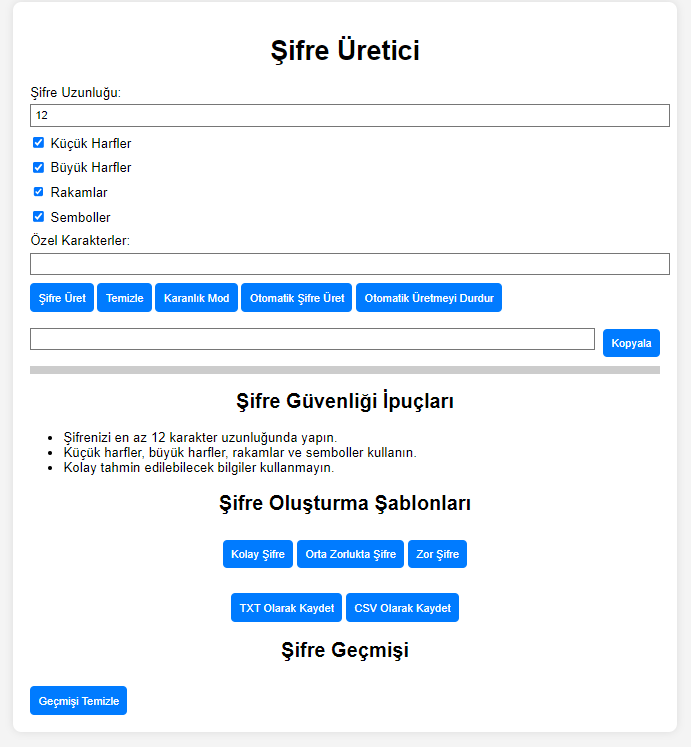 Şifre Üretici
Şifre Uzunluğu:
12
Küçük Harfler
Büyük Harfler
Rakamlar
Semboller
Özel Karakterler:
Şifre Üret Temizle Karanlık Mod Otomatik Şifre Üret Otomatik Üretmeyi Durdur
Kopyala
Şifre Güvenliği İpuçları
Şifrenizi en az 12 karakter uzunluğunda yapın.
Küçük harfler, büyük harfler, rakamlar ve semboller kullanın.
Kolay tahmin edilebilecek bilgiler kullanmayın.
Şifre Oluşturma Şablonları
Kolay Şifre Orta Zorlukta Şifre Zor Şifre
TXT Olarak Kaydet CSV Olarak Kaydet
Şifre Geçmişi
Geçmişi Temizle